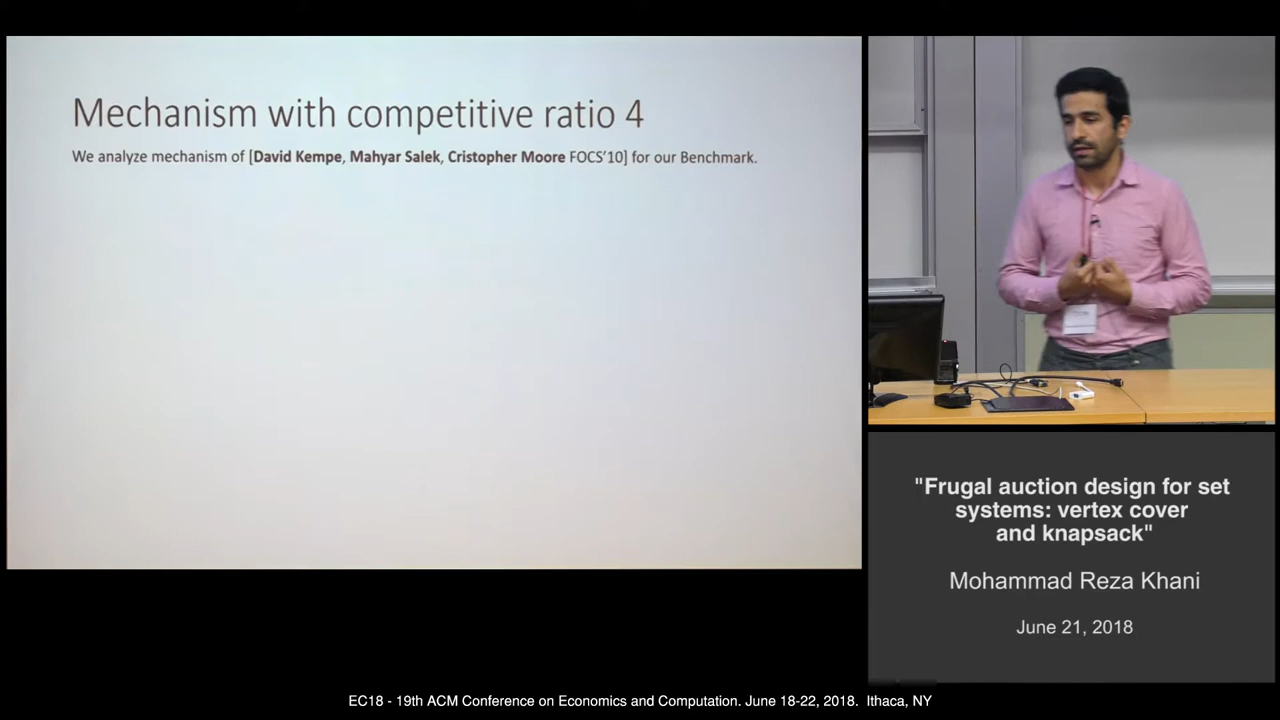 Mechanism with competitive ratio 4
We analyze mechanism of [David Kempe, Mahyar Salek, Cristopher Moore FOCS'10] for our Benchmark.
"Frugal auction design for set
systems: vertex cover
and knapsack"
Mohammad Reza Khani
June 21, 2018
EC18 - 19th ACM Conference on Economics and Computation. June 18-22, 2018.  Ithaca, NY